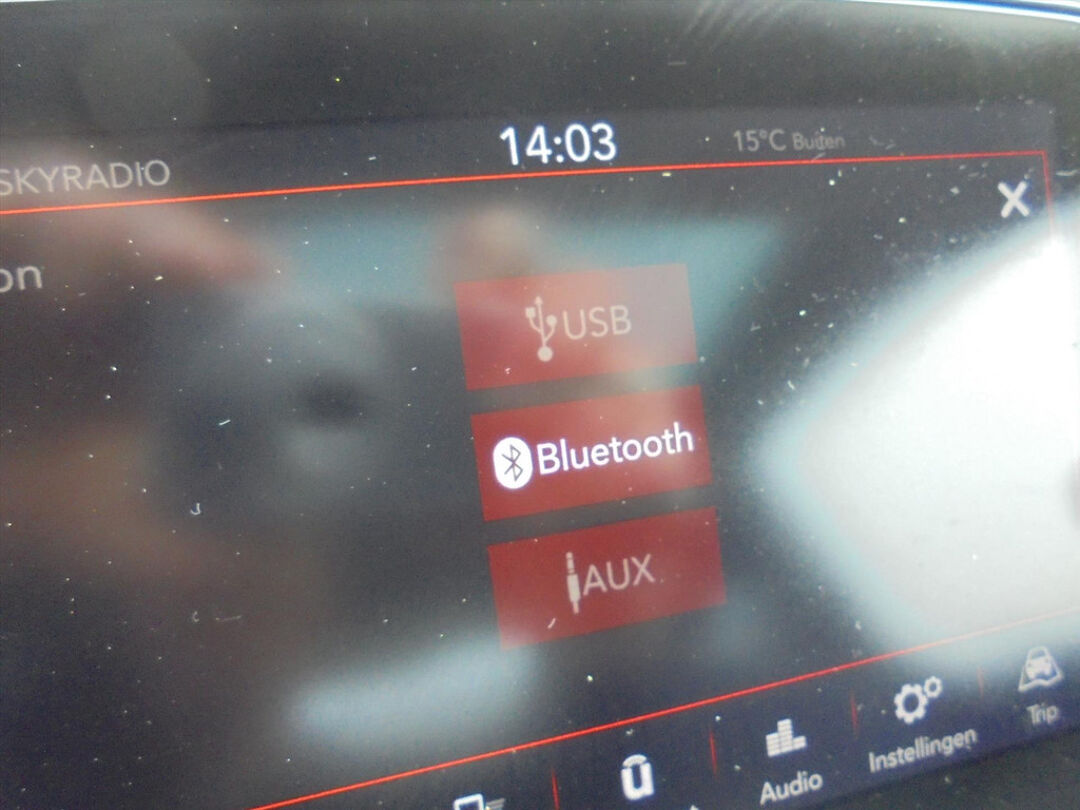 SKYRADIO
14:03
15°C Buiten
on
USB
Bluetooth
AUX
Audio
Instellingen
Trip